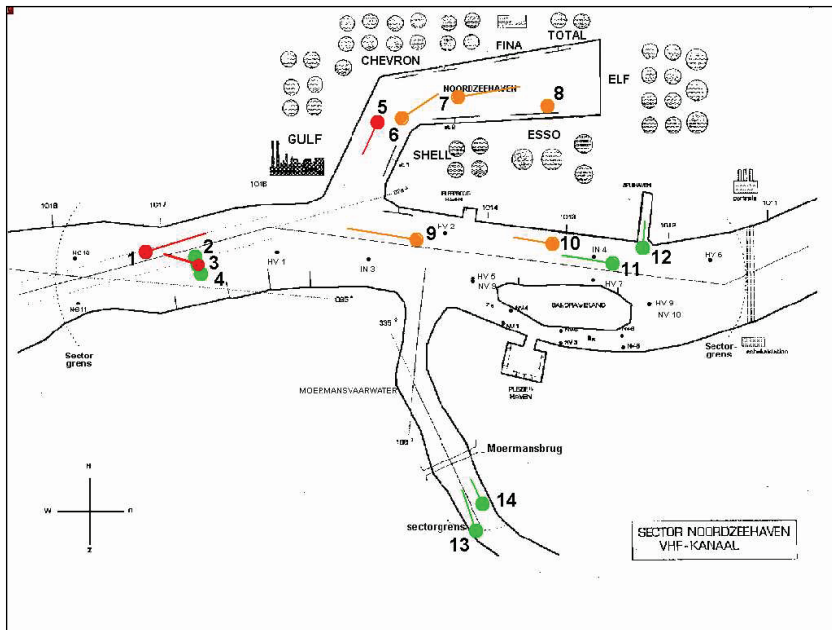 FINA
TOTAL
CHEVRON
ELF
NOORDZEEHAVEN
7
8
5
6
GULF
SHELL
ESSO
1018
1017
1016
1014
1013
1012
1011
HV 2
9
10
IN 4
12
HV 6
1
2
3
4
HV 1
IN 3
11
HV 5
NV 9
HV 7
HV 9
NV 10
Sector
grens
Sector-
grens
335°
MOERMANSVAARWATER
Moermansbrug
N
W
O
Z
14
sectorgrens
13
SECTOR NOORDZEEHAVEN
VHF-KANAAL